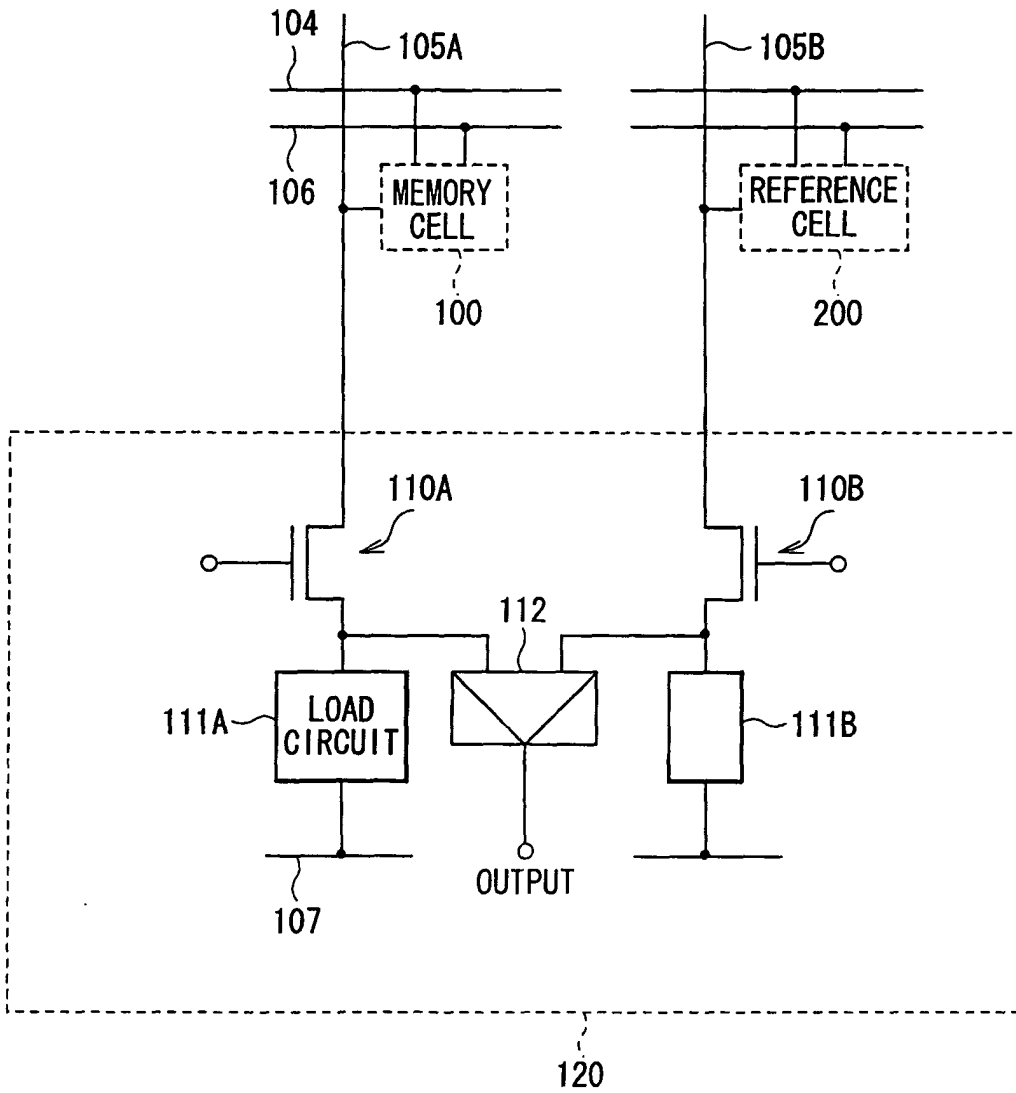 104
105A
105B
106
MEMORY
CELL
REFERENCE
CELL
100
200
110A
110B
112
111A
LOAD
CIRCUIT
111B
OUTPUT
107
120